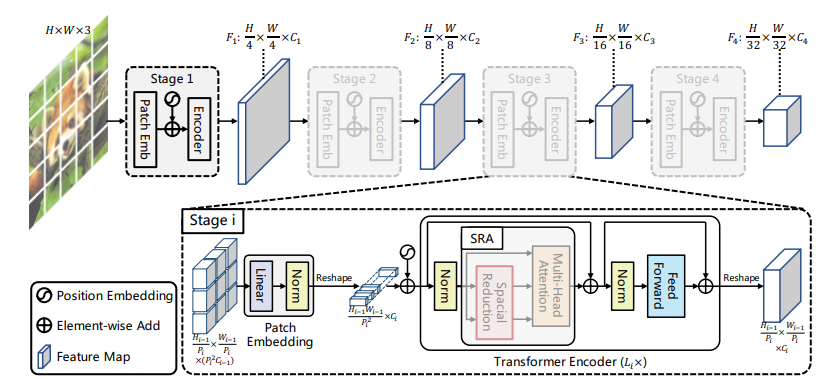 H×W×3
F₁: H/4 × W/4 ×C₁
F₂: H/8 × W/8 ×C₂
F₃: H/16 × W/16 ×C₃
F₄: H/32 × W/32 ×C₄
Stage 1
Patch Emb
Encoder
Stage 2
Patch Emb
Encoder
Stage 3
Patch Emb
Encoder
Stage 4
Patch Emb
Encoder
Stage i
Linear
Norm
Patch
Embedding
Reshape
Hᵢ₋₁/Pᵢ × Wᵢ₋₁/Pᵢ
×(Pᵢ²Cᵢ₋₁)
Hᵢ₋₁Wᵢ₋₁/Pᵢ² ×Cᵢ
Norm
SRA
Spacial
Reduction
Multi-Head
Attention
Norm
Feed
Forward
Reshape
Hᵢ₋₁/Pᵢ × Wᵢ₋₁/Pᵢ
×Cᵢ
Transformer Encoder (Lᵢ×)
Position Embedding
Element-wise Add
Feature Map